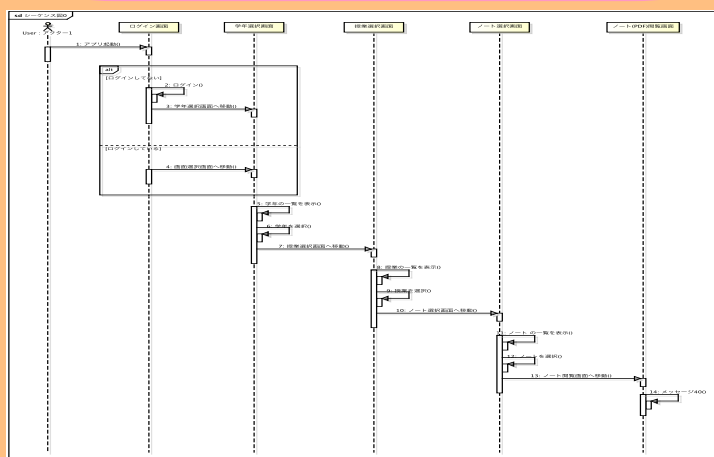 sd シーケンス図0
User : アクター1
ログイン画面
学年選択画面
授業選択画面
ノート選択画面
ノート(PDF)閲覧画面
1: アプリ起動()
alt
[ログインしてない]
2: ログイン()
3: 学年選択画面へ移動()
[ログインしている]
4: 画面選択画面へ移動()
5: 学年の一覧を表示()
6: 学年を選択()
7: 授業選択画面へ移動()
8: 授業の一覧を表示()
9: 授業を選択()
10: ノート選択画面へ移動()
11: ノート の一覧を表示()
12: ノートを選択()
13: ノート閲覧画面へ移動()
14: メッセージ40()